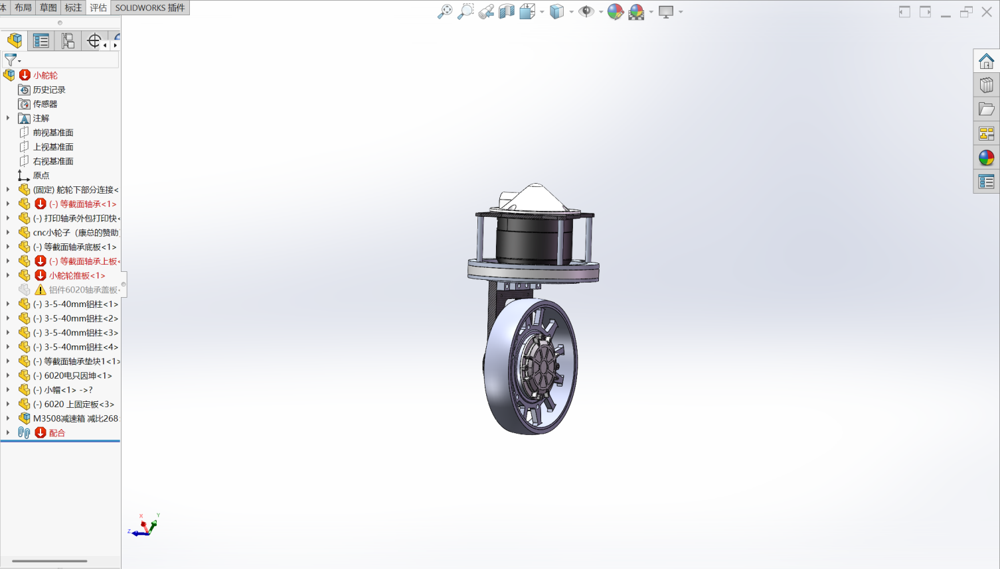 体 布局 草图 标注 评估 SOLIDWORKS 插件
小舵轮
历史记录
传感器
注解
前视基准面
上视基准面
右视基准面
原点
(固定) 舵轮下部分连接<
(-) 等截面轴承<1>
(-) 打印轴承外包打印快<
cnc小轮子（康总的赞助
(-) 等截面轴承底板<1>
(-) 等截面轴承上板<
小舵轮推板<1>
铝件6020轴承盖板
(-) 3-5-40mm铝柱<1>
(-) 3-5-40mm铝柱<2>
(-) 3-5-40mm铝柱<3>
(-) 3-5-40mm铝柱<4>
(-) 等截面轴承垫块1<1>
(-) 6020电只因坤<1>
(-) 小帽<1> ->?
(-) 6020 上固定板<3>
M3508减速箱 减比268
配合
X
Y
Z